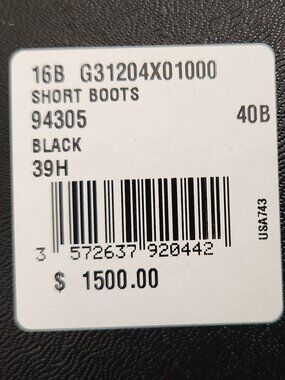 16B G31204X01000
SHORT BOOTS
94305 40B
BLACK
39H
3 572637 920442
USA743
$ 1500.00